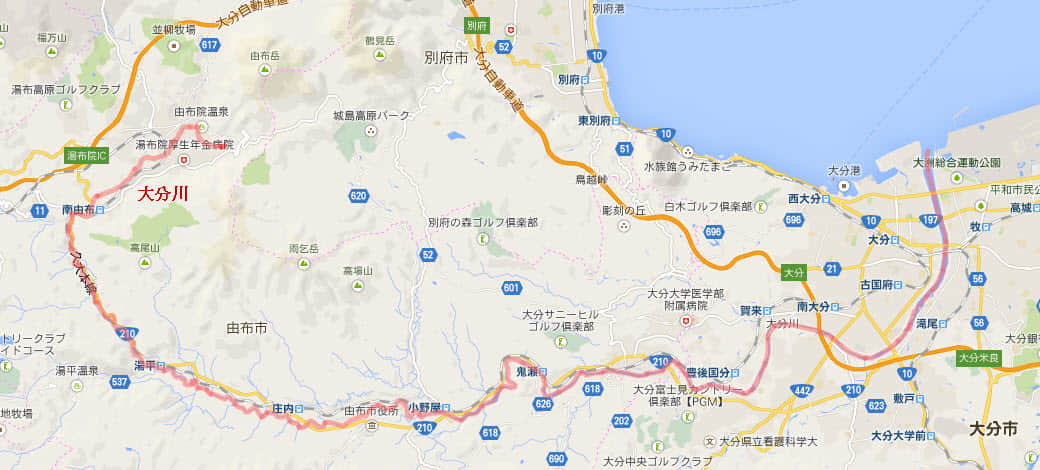 大分自動車道
別府港
福万山
並柳牧場
617
別府
52
鶴見岳
由布岳
別府市
10
湯布高原ゴルフクラブ
別府
大分自動車道
由布院温泉
城島高原パーク
東別府
10
湯布院厚生年金病院
湯布院IC
51
水族館うみたまご
大洲総合運動公園
大分港
大分川
鳥越峠
平和市民公
620
西大分
11
南由布
彫刻の丘
白木ゴルフ倶楽部
高城
696
10
197
牧
別府の森ゴルフ倶楽部
696
大分
高尾山
雨乞岳
52
高場山
大分
21
56
久大本線
601
大分大学医学部
附属病院
古国府
大分サニーヒル
ゴルフ倶楽部
賀来
南大分
大分川
滝尾
56
由布市
210
トリークラブ
イドコース
大分銀
湯平
210
大分米良
湯平温泉
鬼瀬
豊後国分
10
537
618
大分富士見カントリー
倶楽部【PGM】
442
210
623
敷戸
626
庄内
由布市役所
小野屋
地牧場
202
210
618
大分県立看護科学大
大分大学前
大分市
690
大分中央ゴルフクラブ